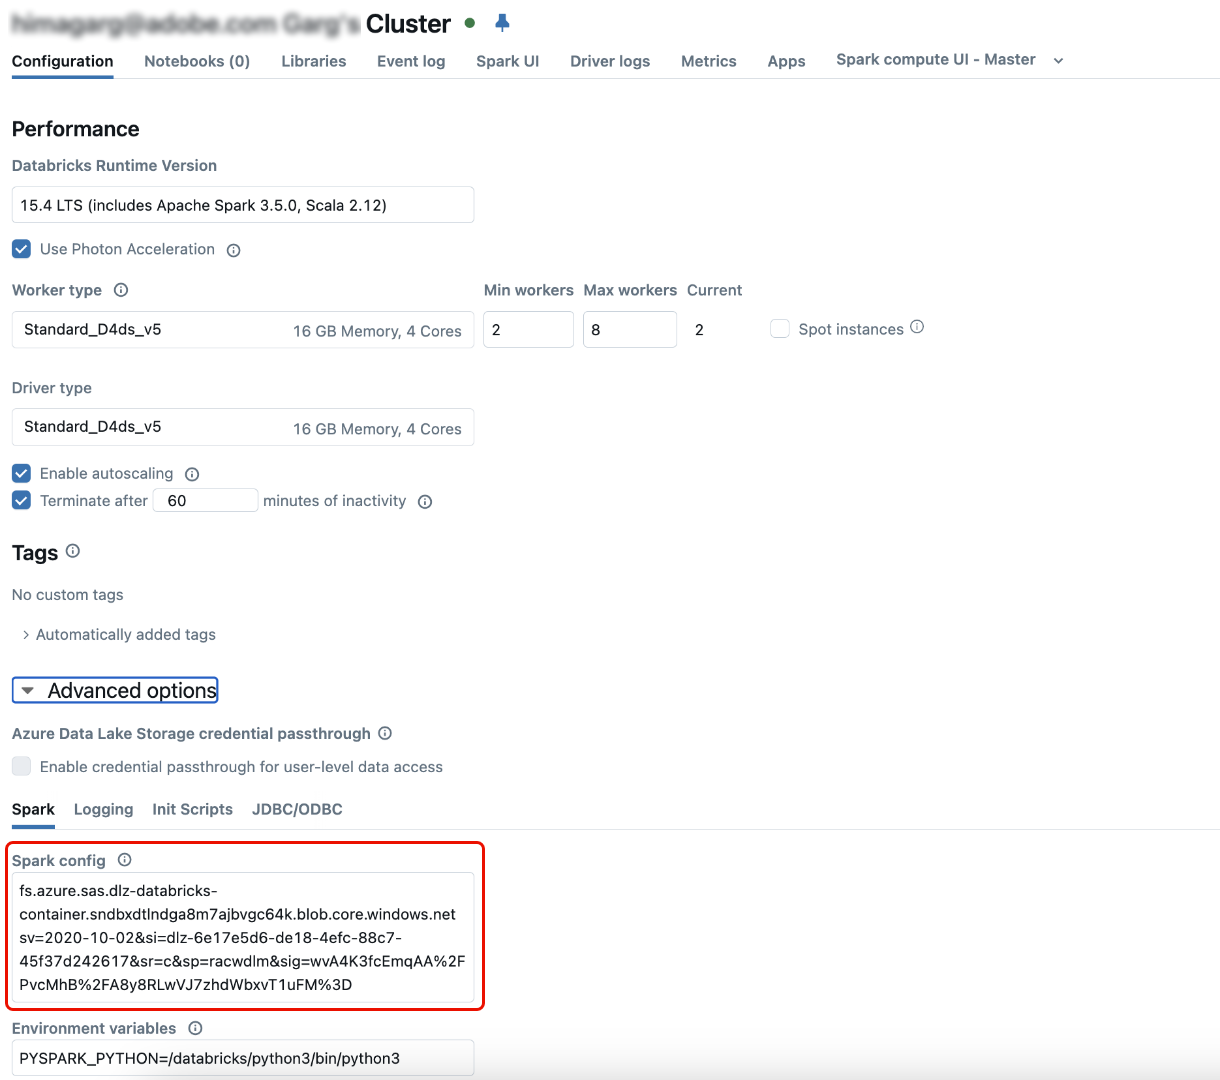 Cluster
Configuration Notebooks (0) Libraries Event log Spark UI Driver logs Metrics Apps Spark compute UI - Master
Performance
Databricks Runtime Version
15.4 LTS (includes Apache Spark 3.5.0, Scala 2.12)
Use Photon Acceleration
Worker type Min workers Max workers Current
Standard_D4ds_v5 16 GB Memory, 4 Cores 2 8 2 Spot instances
Driver type
Standard_D4ds_v5 16 GB Memory, 4 Cores
Enable autoscaling
Terminate after 60 minutes of inactivity
Tags
No custom tags
Automatically added tags
Advanced options
Azure Data Lake Storage credential passthrough
Enable credential passthrough for user-level data access
Spark Logging Init Scripts JDBC/ODBC
Spark config
fs.azure.sas.dlz-databricks-
container.sndbxdtlndga8m7ajbvgc64k.blob.core.windows.net
sv=2020-10-02&si=dlz-6e17e5d6-de18-4efc-88c7-
45f37d242617&sr=c&sp=racwdlm&sig=wvA4K3fcEmqAA%2F
PvcMhB%2FA8y8RLwVJ7zhdWbxvT1uFM%3D
Environment variables
PYSPARK_PYTHON=/databricks/python3/bin/python3